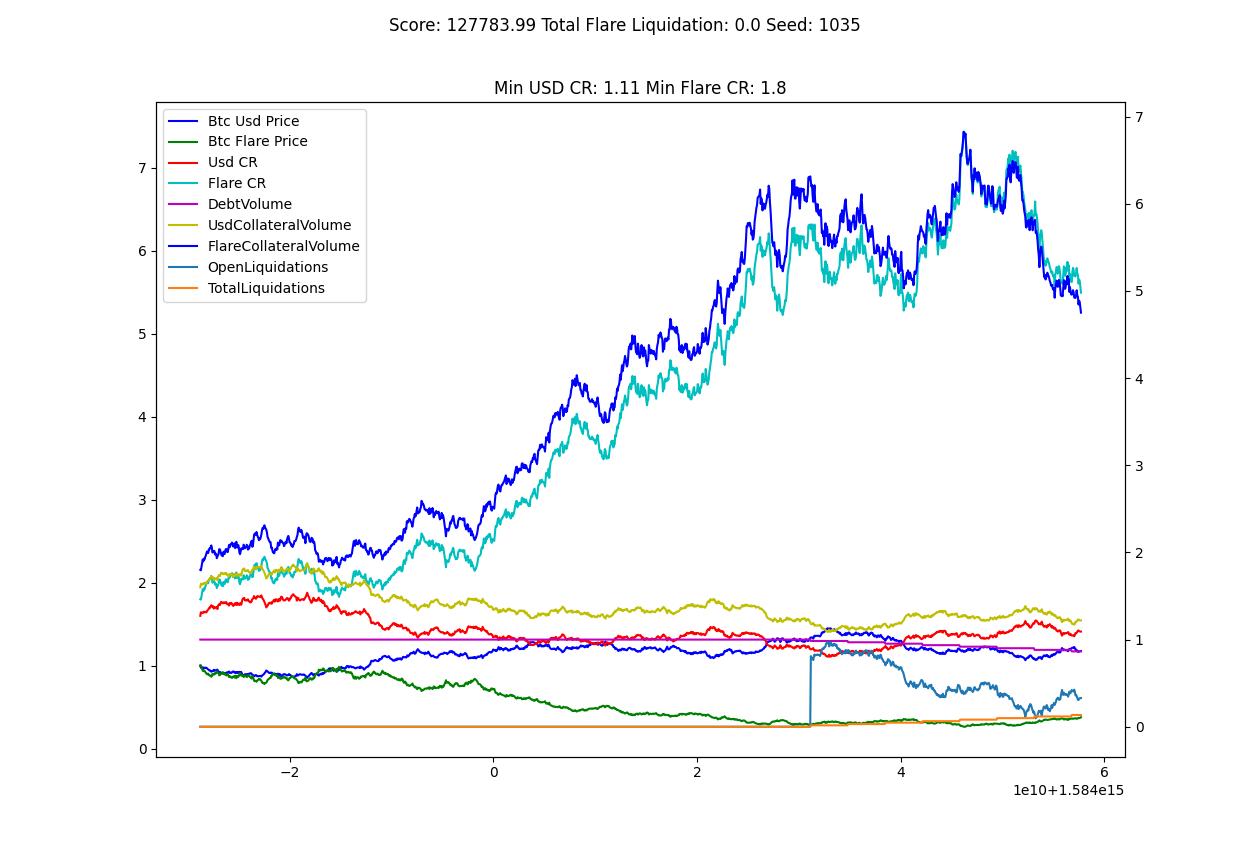 Score: 127783.99 Total Flare Liquidation: 0.0 Seed: 1035
Min USD CR: 1.11 Min Flare CR: 1.8
Btc Usd Price
Btc Flare Price
Usd CR
Flare CR
DebtVolume
UsdCollateralVolume
FlareCollateralVolume
OpenLiquidations
TotalLiquidations
7
6
5
4
3
2
1
0
7
6
5
4
3
2
1
0
−2 0 2 4 6
1e10+1.584e15